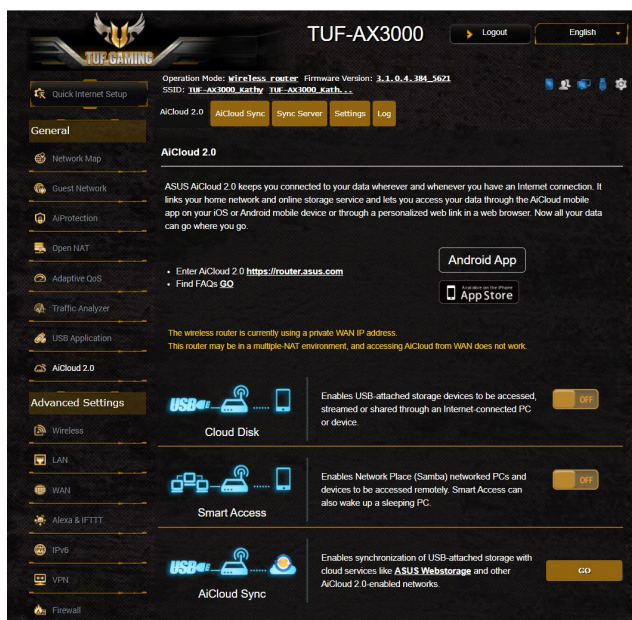 TUF GAMING
TUF-AX3000
Logout
English
Quick Internet Setup
Operation Mode: Wireless router Firmware Version: 3.1.0.4.384_5621
SSID: TUF-AX3000_Kathy TUF-AX3000_Kath...
AiCloud 2.0 AiCloud Sync Sync Server Settings Log
General
Network Map
Guest Network
AiProtection
Open NAT
Adaptive QoS
Traffic Analyzer
USB Application
AiCloud 2.0
Advanced Settings
Wireless
LAN
WAN
Alexa & IFTTT
IPv6
VPN
Firewall
AiCloud 2.0
ASUS AiCloud 2.0 keeps you connected to your data wherever and whenever you have an Internet connection. It
links your home network and online storage service and lets you access your data through the AiCloud mobile
app on your iOS or Android mobile device or through a personalized web link in a web browser. Now all your data
can go where you go.
Enter AiCloud 2.0 https://router.asus.com
Find FAQs GO
Android App
Available on the iPhone
App Store
The wireless router is currently using a private WAN IP address.
This router may be in a multiple-NAT environment, and accessing AiCloud from WAN does not work.
USB
Cloud Disk
Enables USB-attached storage devices to be accessed,
streamed or shared through an Internet-connected PC
or device.
OFF
Smart Access
Enables Network Place (Samba) networked PCs and
devices to be accessed remotely. Smart Access can
also wake up a sleeping PC.
OFF
USB
AiCloud Sync
Enables synchronization of USB-attached storage with
cloud services like ASUS Webstorage and other
AiCloud 2.0-enabled networks.
GO